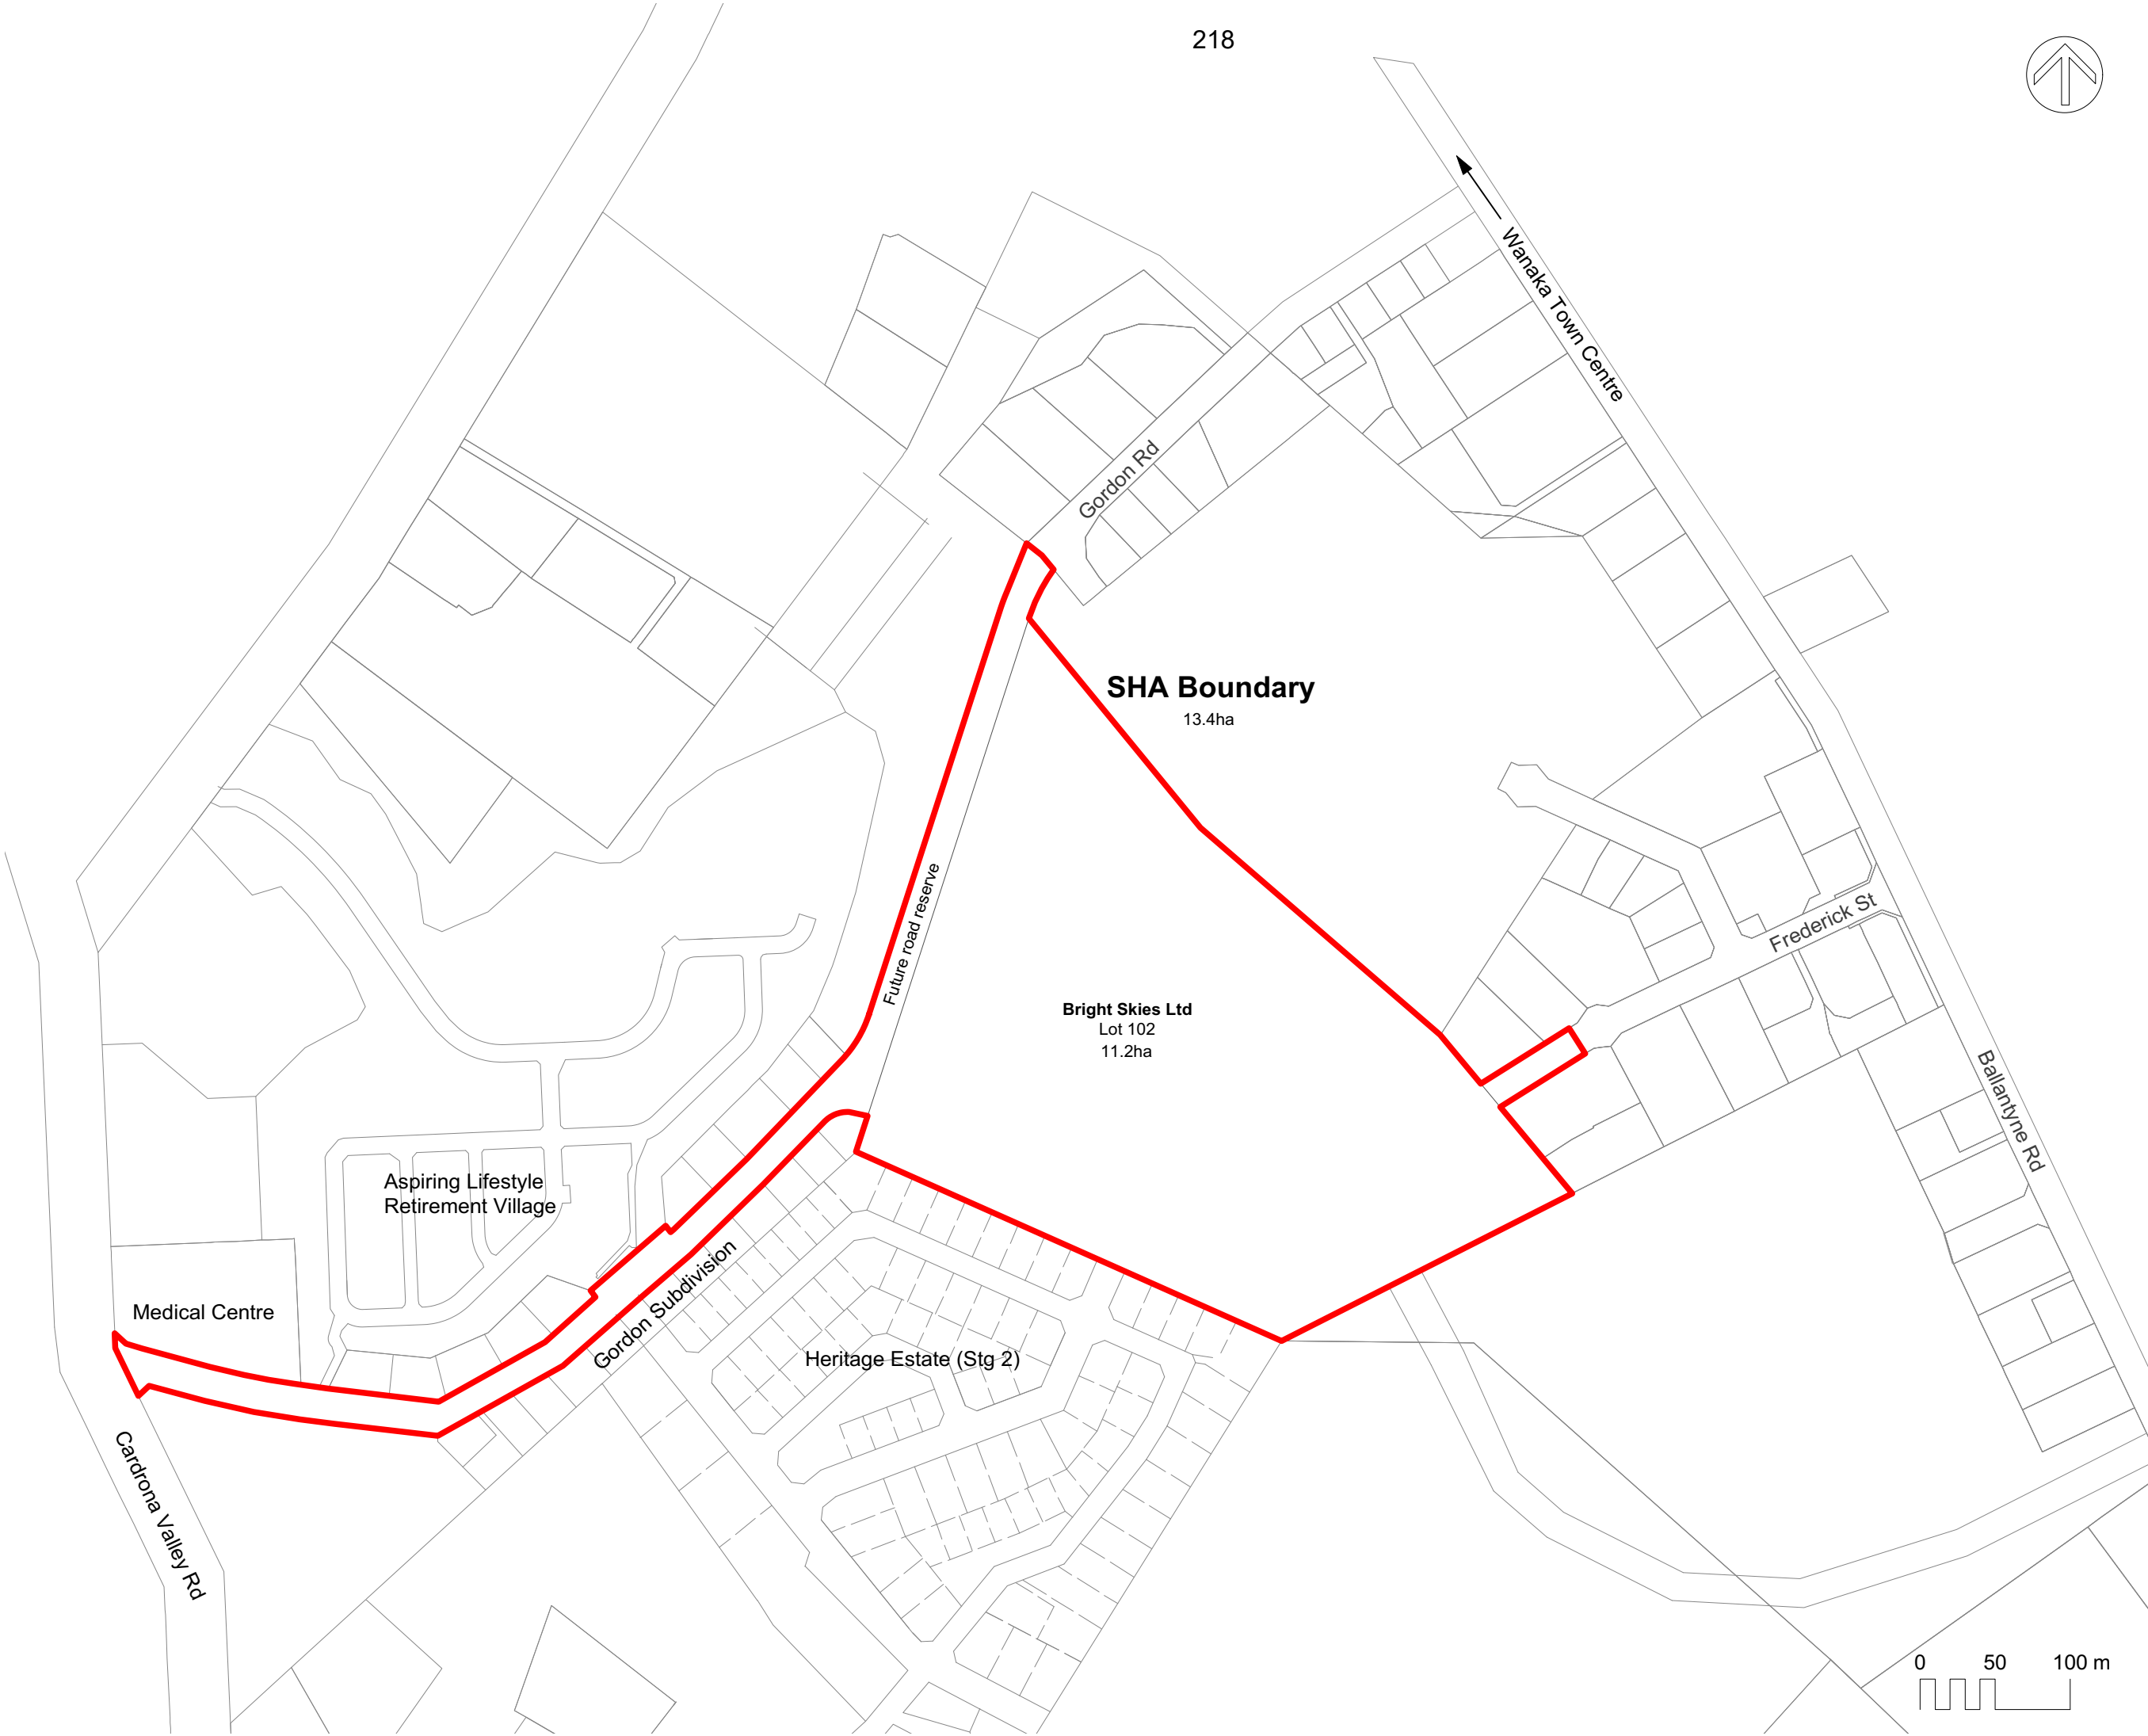 218
Wanaka Town Centre
Gordon Rd
SHA Boundary
13.4ha
Future road reserve
Frederick St
Bright Skies Ltd
Lot 102
11.2ha
Ballantyne Rd
Aspiring Lifestyle
Retirement Village
Gordon Subdivision
Medical Centre
Heritage Estate (Stg 2)
Cardrona Valley Rd
0 50 100 m